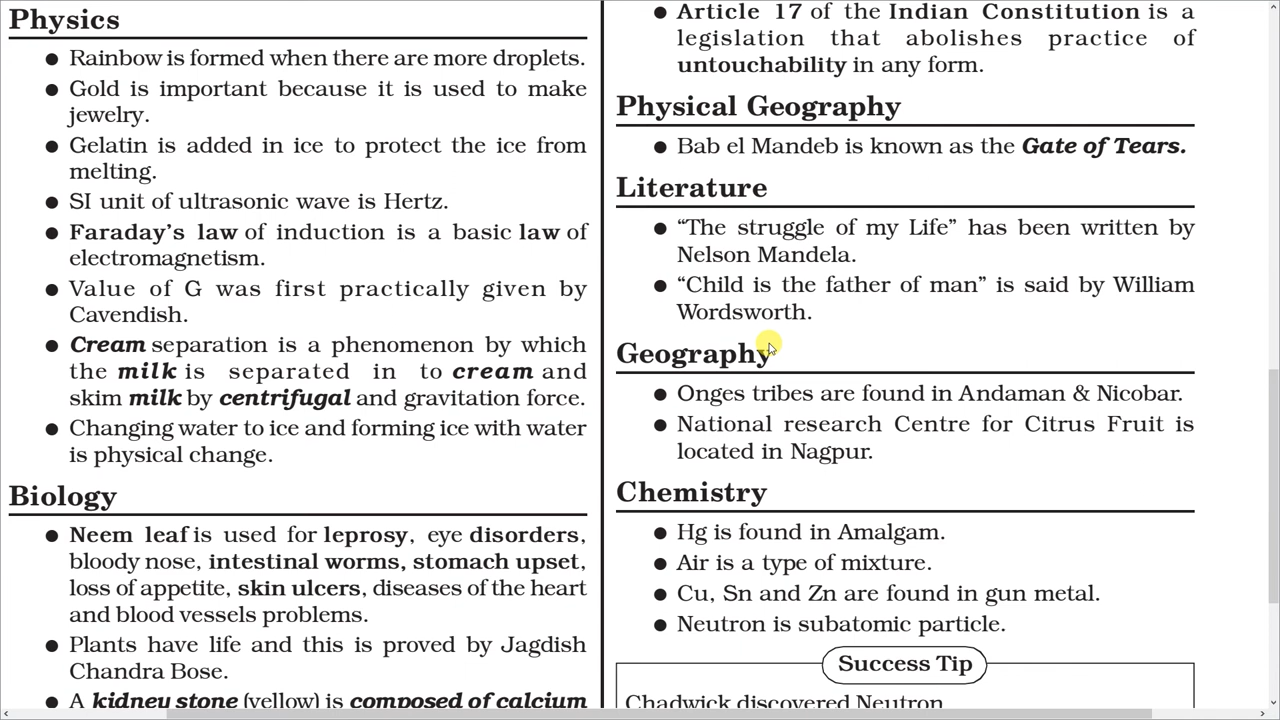 Physics
● Rainbow is formed when there are more droplets.
● Gold is important because it is used to make
jewelry.
● Gelatin is added in ice to protect the ice from
melting.
● SI unit of ultrasonic wave is Hertz.
● Faraday's law of induction is a basic law of
electromagnetism.
● Value of G was first practically given by
Cavendish.
● Cream separation is a phenomenon by which
the milk is separated in to cream and
skim milk by centrifugal and gravitation force.
● Changing water to ice and forming ice with water
is physical change.
Biology
● Neem leaf is used for leprosy, eye disorders,
bloody nose, intestinal worms, stomach upset,
loss of appetite, skin ulcers, diseases of the heart
and blood vessels problems.
● Plants have life and this is proved by Jagdish
Chandra Bose.
● A kidney stone (yellow) is composed of calcium
● Article 17 of the Indian Constitution is a
legislation that abolishes practice of
untouchability in any form.
Physical Geography
● Bab el Mandeb is known as the Gate of Tears.
Literature
● “The struggle of my Life” has been written by
Nelson Mandela.
● “Child is the father of man” is said by William
Wordsworth.
Geography
● Onges tribes are found in Andaman & Nicobar.
● National research Centre for Citrus Fruit is
located in Nagpur.
Chemistry
● Hg is found in Amalgam.
● Air is a type of mixture.
● Cu, Sn and Zn are found in gun metal.
● Neutron is subatomic particle.
Success Tip
Chadwick discovered Neutron